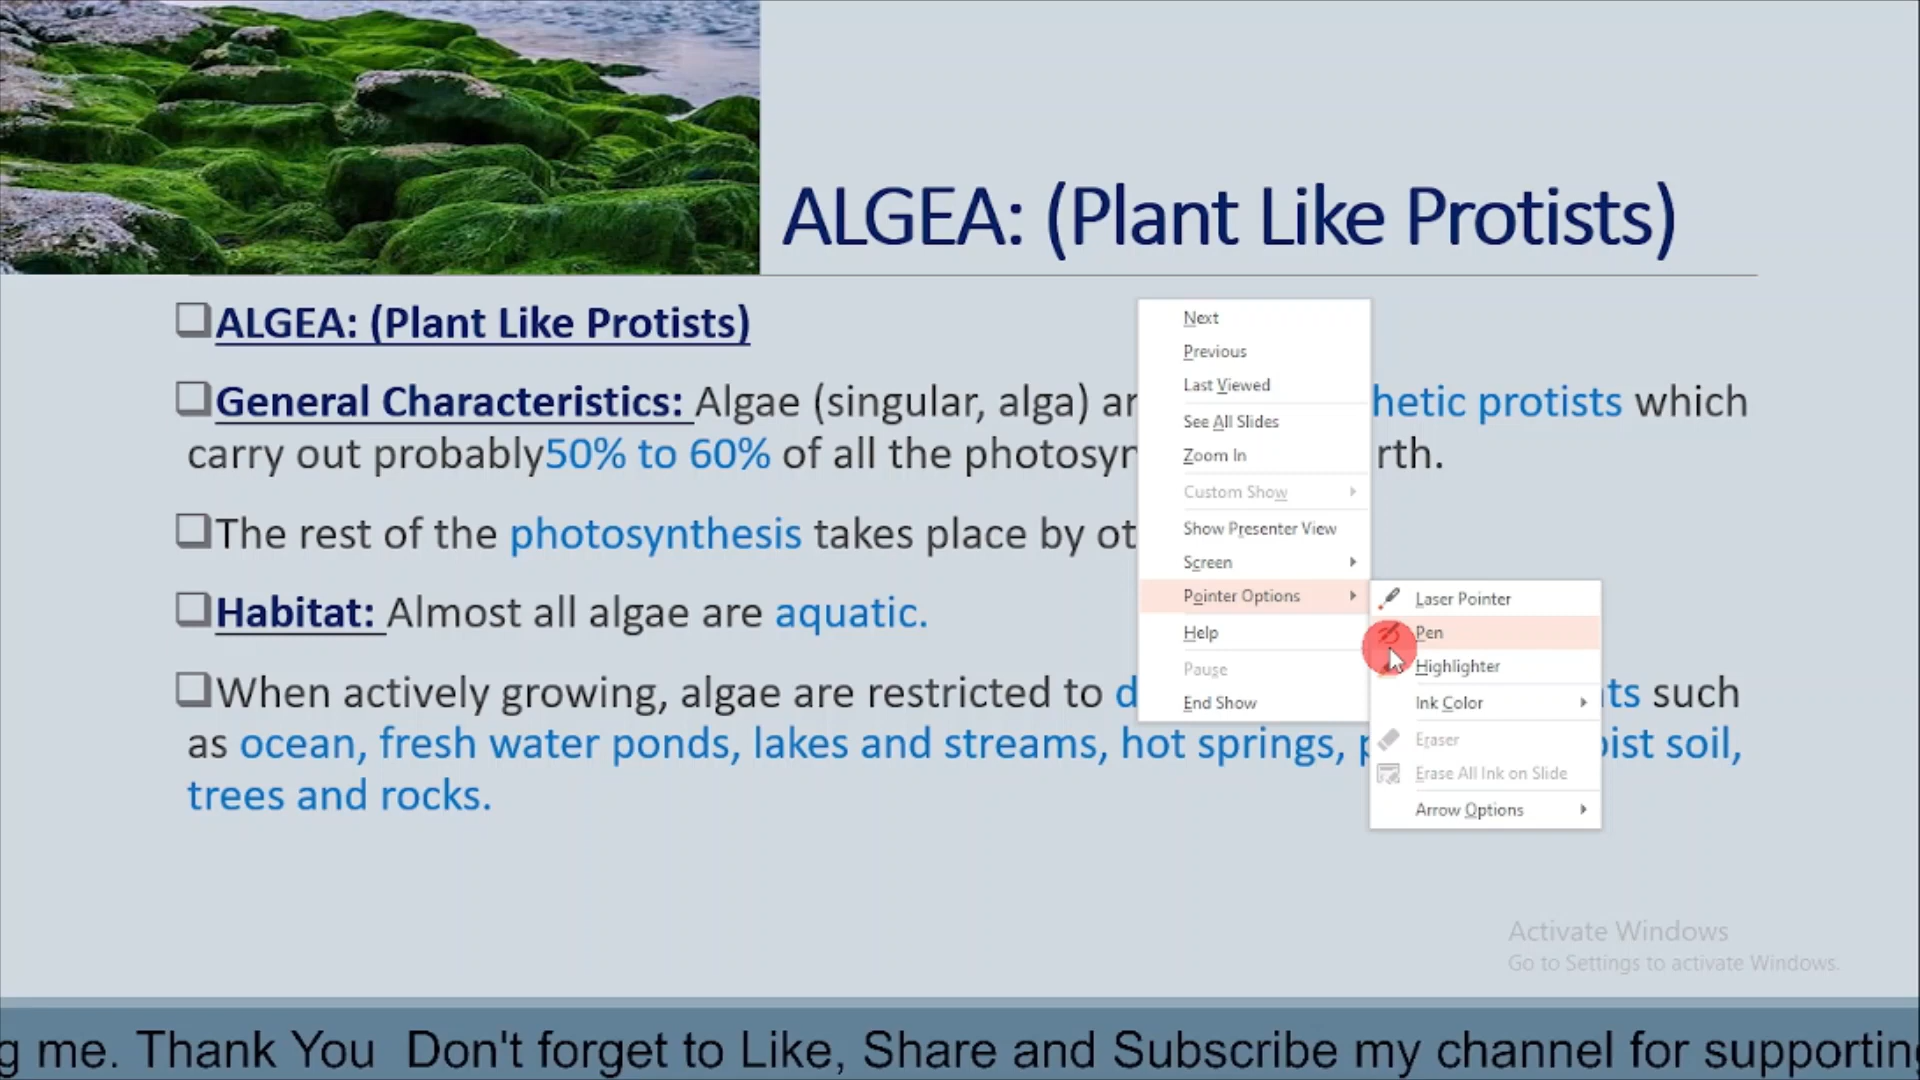 ALGEA: (Plant Like Protists)
ALGEA: (Plant Like Protists)
General Characteristics: Algae (singular, alga) hetic protists which
carry out probably50% to 60% of all the
The rest of the photosynthesis takes place by
Habitat: Almost all algae are aquatic.
When actively growing, algae are restricted to such
as ocean, fresh water ponds, lakes and streams, hot springs, soil,
trees and rocks.
Next
Previous
Last Viewed
See All Slides
Zoom In
Custom Show
Show Presenter View
Screen
Pointer Options
Help
Pause
End Show
Laser Pointer
Pen
Highlighter
Ink Color
Eraser
Erase All Ink on Slide
Arrow Options
Activate Windows
Go to Settings to activate Windows.
g me. Thank You Don't forget to Like, Share and Subscribe my channel for supporting